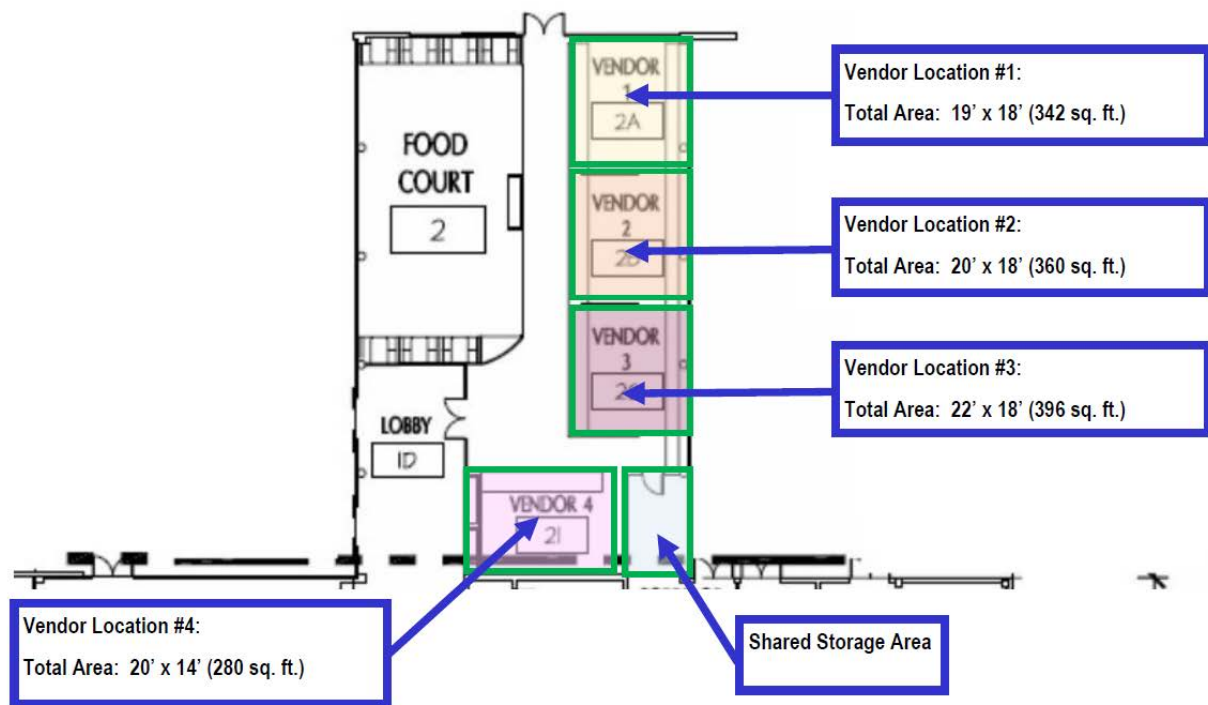 VENDOR
1
2A
Vendor Location #1:
Total Area: 19’ x 18’ (342 sq. ft.)
FOOD
COURT
2
VENDOR
2
2B
Vendor Location #2:
Total Area: 20’ x 18’ (360 sq. ft.)
VENDOR
3
Vendor Location #3:
Total Area: 22’ x 18’ (396 sq. ft.)
LOBBY
1D
VENDOR 4
2I
Vendor Location #4:
Total Area: 20’ x 14’ (280 sq. ft.)
Shared Storage Area